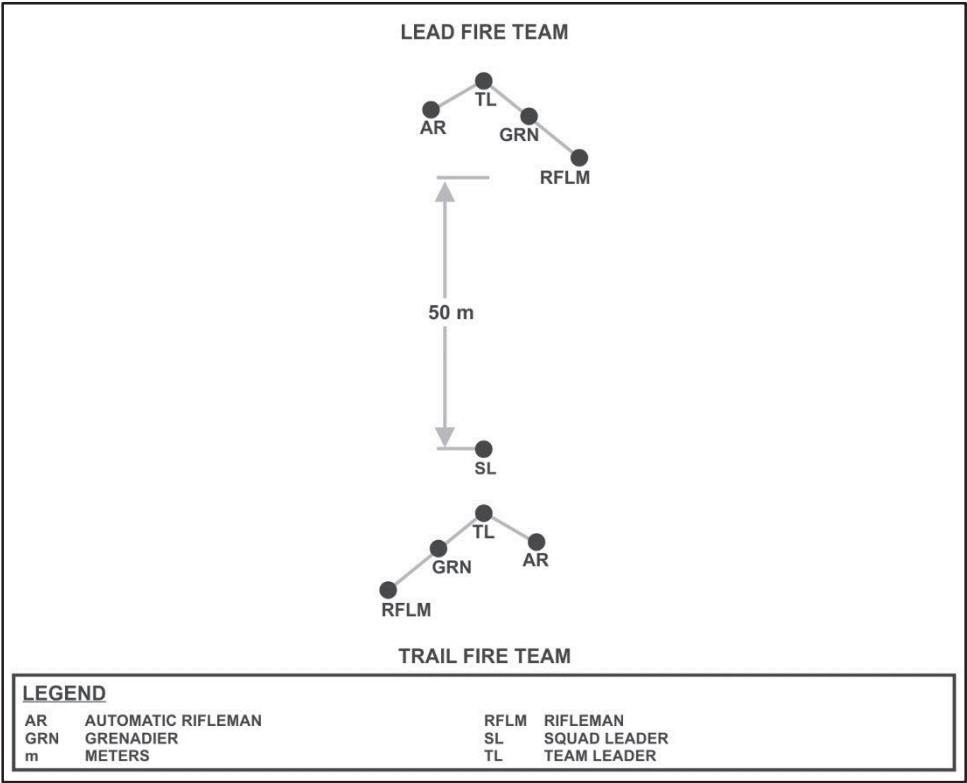 LEAD FIRE TEAM
TL
AR
GRN
RFLM
50 m
SL
TL
GRN
AR
RFLM
TRAIL FIRE TEAM
LEGEND
AR AUTOMATIC RIFLEMAN RFLM RIFLEMAN
GRN GRENADIER SL SQUAD LEADER
m METERS TL TEAM LEADER